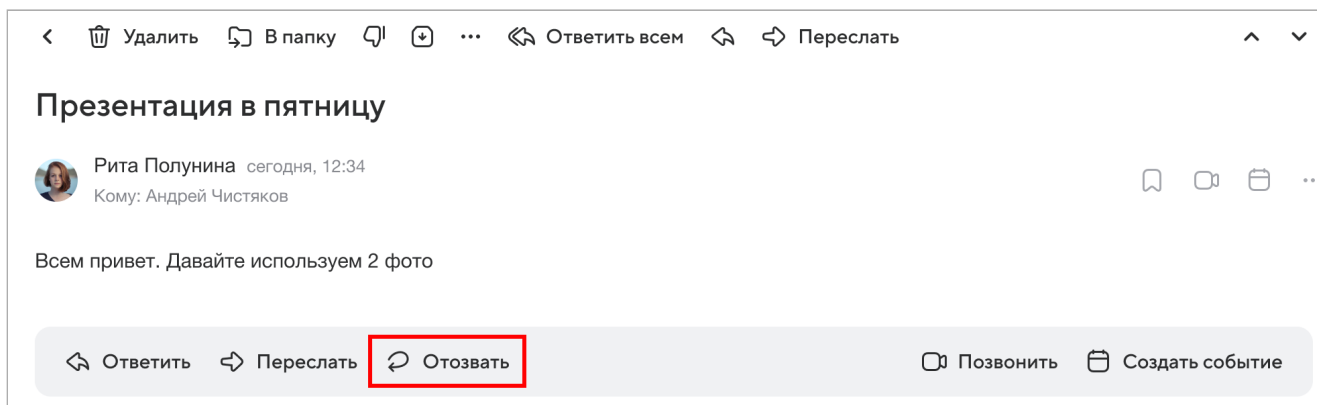 Удалить В папку Ответить всем Переслать
Презентация в пятницу
Рита Полунина сегодня, 12:34
Кому: Андрей Чистяков
Всем привет. Давайте используем 2 фото
Ответить Переслать Отозвать Позвонить Создать событие